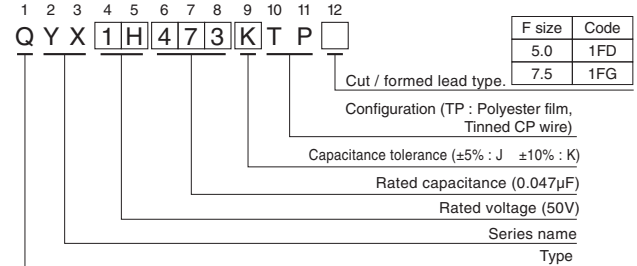 1 2 3 4 5 6 7 8 9 10 11 12
Q Y X 1 H 4 7 3 K T P
F size Code
5.0 1FD
7.5 1FG
Cut / formed lead type.
Configuration (TP : Polyester film,
Tinned CP wire)
Capacitance tolerance (±5% : J ±10% : K)
Rated capacitance (0.047µF)
Rated voltage (50V)
Series name
Type